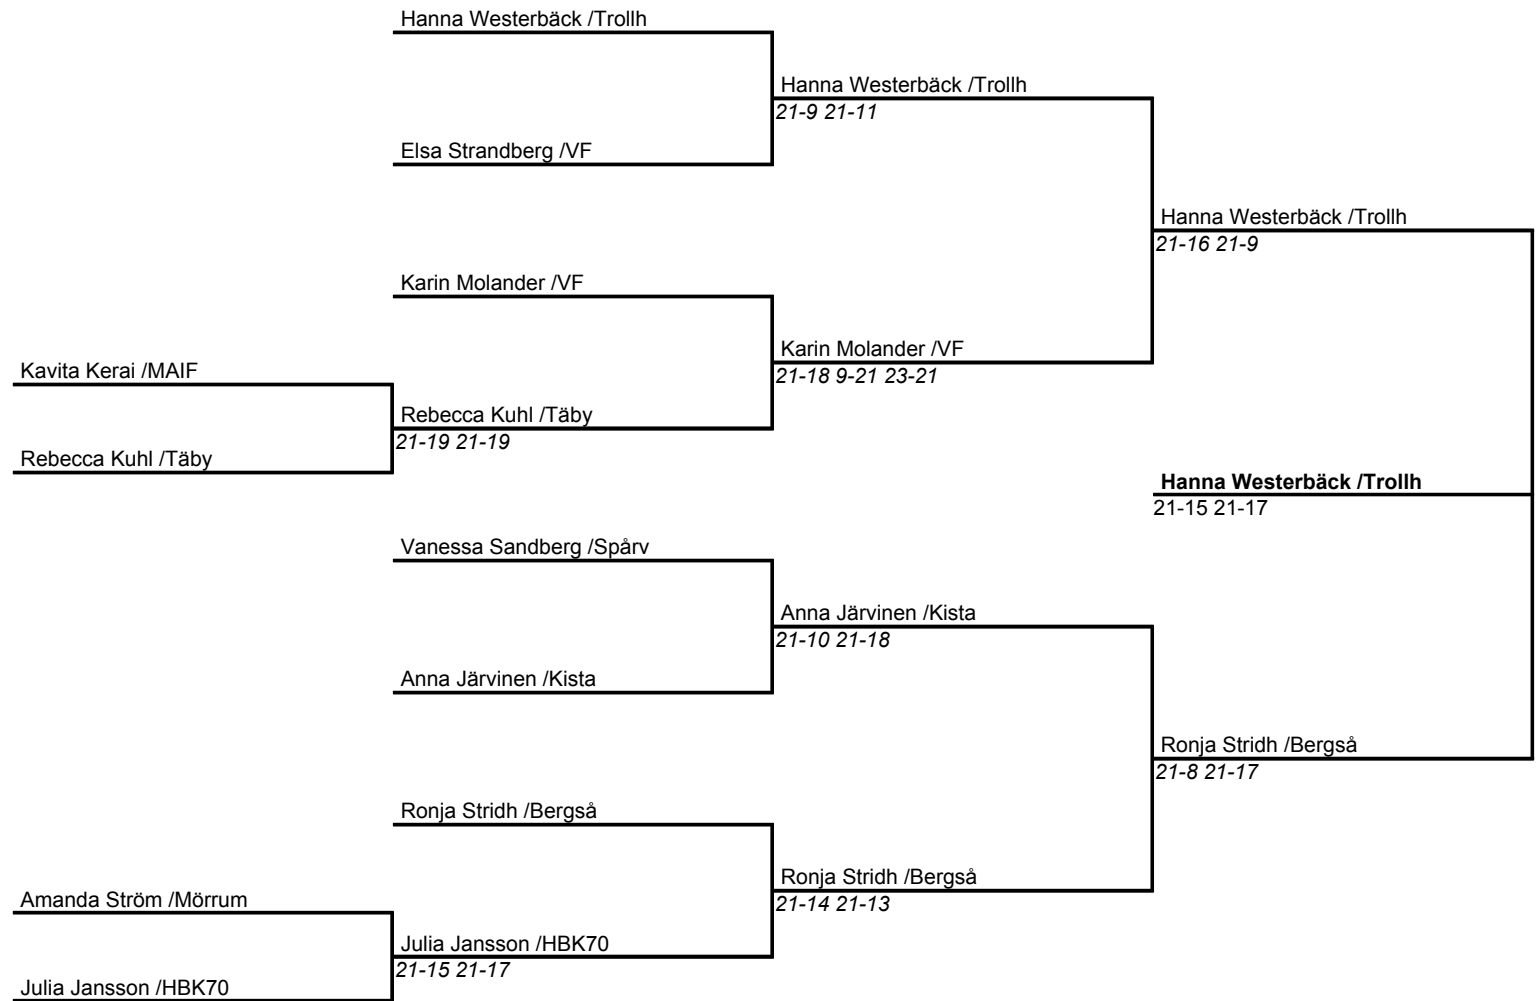 Hanna Westerbäck /Trollh
Hanna Westerbäck /Trollh
21-9 21-11
Elsa Strandberg /VF
Hanna Westerbäck /Trollh
21-16 21-9
Karin Molander /VF
Karin Molander /VF
21-18 9-21 23-21
Kavita Kerai /MAIF
Rebecca Kuhl /Täby
21-19 21-19
Rebecca Kuhl /Täby
Hanna Westerbäck /Trollh
21-15 21-17
Vanessa Sandberg /Spårv
Anna Järvinen /Kista
21-10 21-18
Anna Järvinen /Kista
Ronja Stridh /Bergså
21-8 21-17
Ronja Stridh /Bergså
Ronja Stridh /Bergså
21-14 21-13
Amanda Ström /Mörrum
Julia Jansson /HBK70
21-15 21-17
Julia Jansson /HBK70